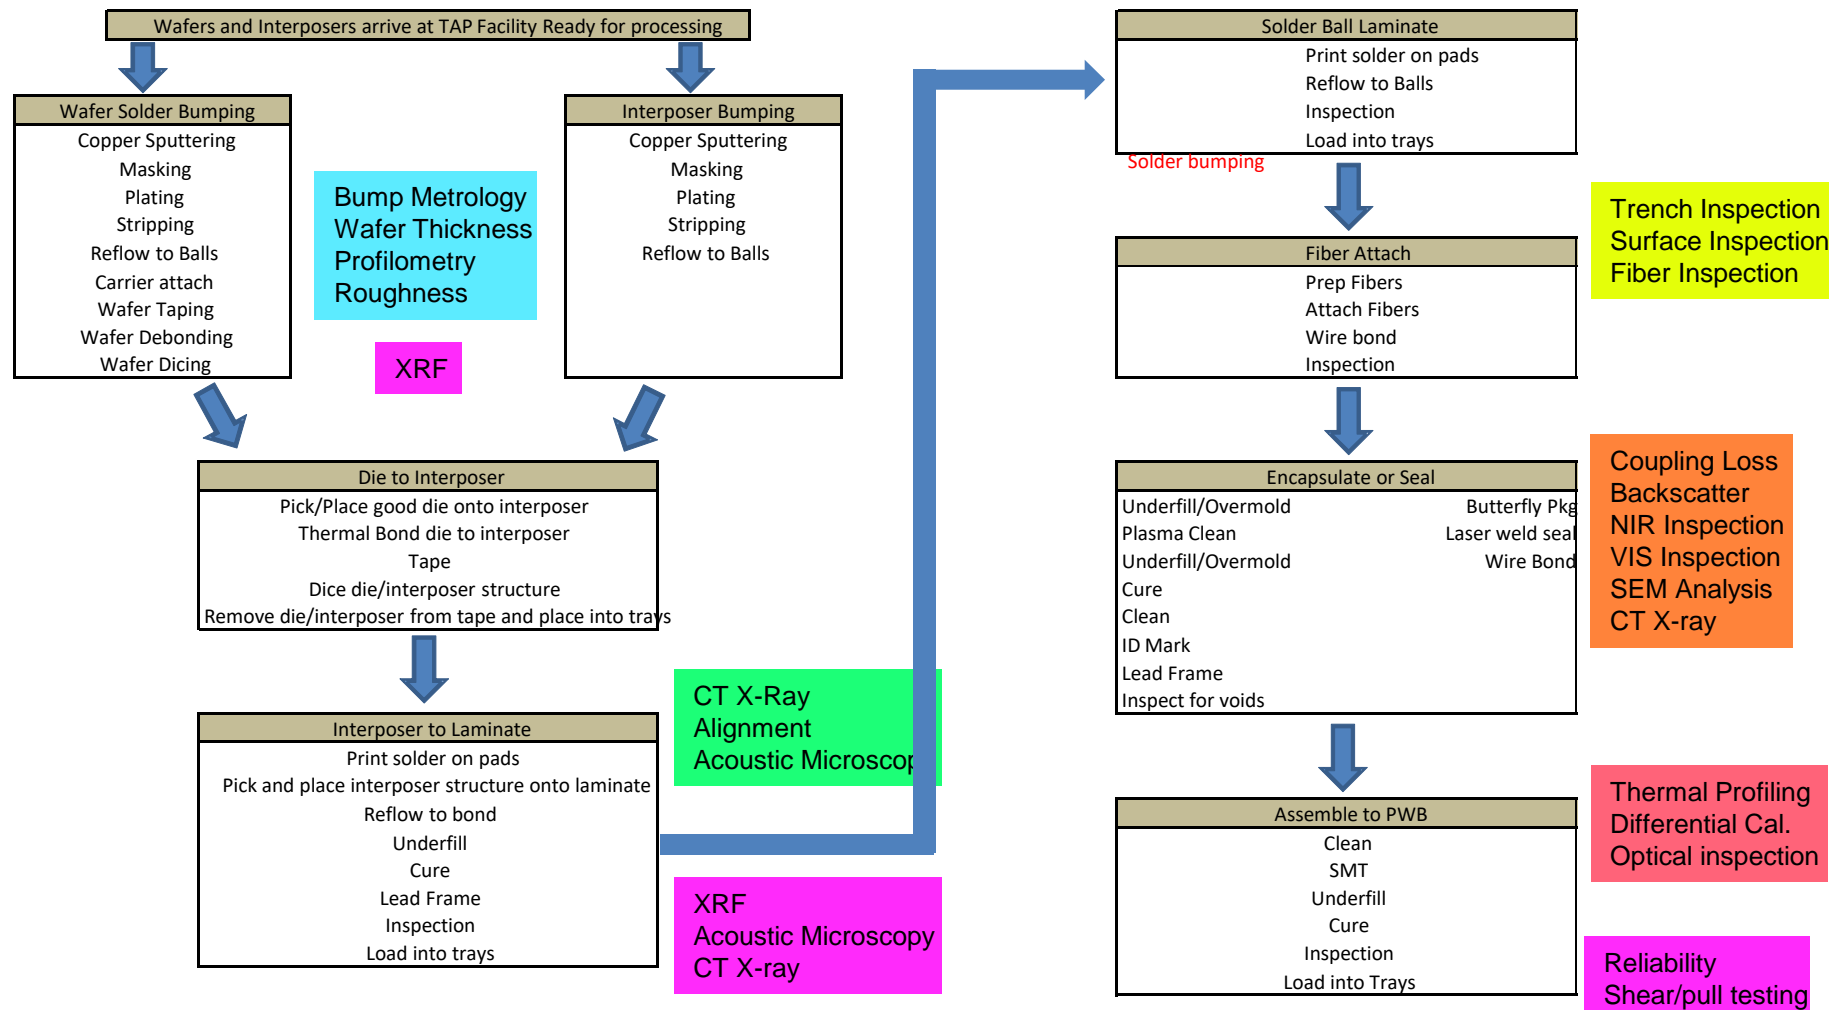 Wafers and Interposers arrive at TAP Facility Ready for processing
Wafer Solder Bumping
Copper Sputtering
Masking
Plating
Stripping
Reflow to Balls
Carrier attach
Wafer Taping
Wafer Debonding
Wafer Dicing
Bump Metrology
Wafer Thickness
Profilometry
Roughness
XRF
Interposer Bumping
Copper Sputtering
Masking
Plating
Stripping
Reflow to Balls
Die to Interposer
Pick/Place good die onto interposer
Thermal Bond die to interposer
Tape
Dice die/interposer structure
Remove die/interposer from tape and place into trays
CT X-Ray
Alignment
Acoustic Microscop
Interposer to Laminate
Print solder on pads
Pick and place interposer structure onto laminate
Reflow to bond
Underfill
Cure
Lead Frame
Inspection
Load into trays
XRF
Acoustic Microscopy
CT X-ray
Solder Ball Laminate
Print solder on pads
Reflow to Balls
Inspection
Load into trays
Solder bumping
Trench Inspection
Surface Inspection
Fiber Inspection
Fiber Attach
Prep Fibers
Attach Fibers
Wire bond
Inspection
Encapsulate or Seal
Underfill/Overmold
Plasma Clean
Underfill/Overmold
Cure
Clean
ID Mark
Lead Frame
Inspect for voids
Butterfly Pkg
Laser weld seal
Wire Bond
Coupling Loss
Backscatter
NIR Inspection
VIS Inspection
SEM Analysis
CT X-ray
Thermal Profiling
Differential Cal.
Optical inspection
Assemble to PWB
Clean
SMT
Underfill
Cure
Inspection
Load into Trays
Reliability
Shear/pull testing